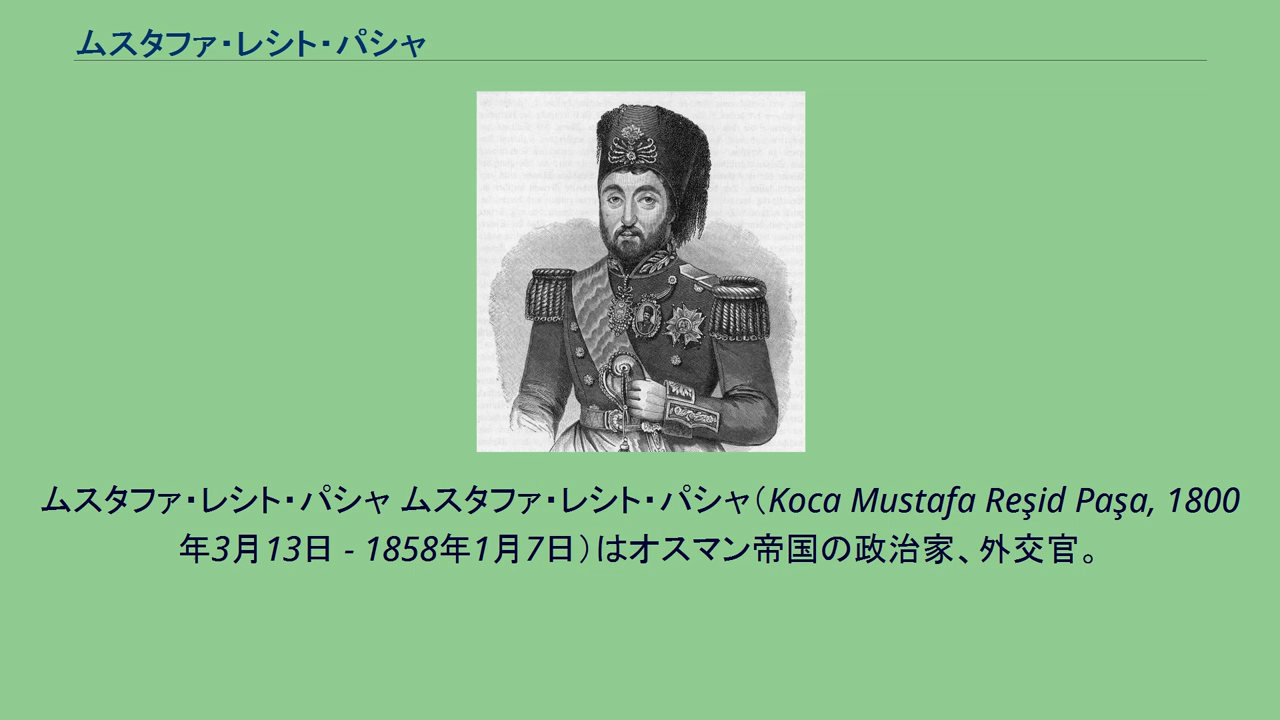 ムスタファ・レシト・パシャ
ムスタファ・レシト・パシャ ムスタファ・レシト・パシャ（Koca Mustafa Reşid Paşa, 1800
年3月13日 - 1858年1月7日）はオスマン帝国の政治家、外交官。